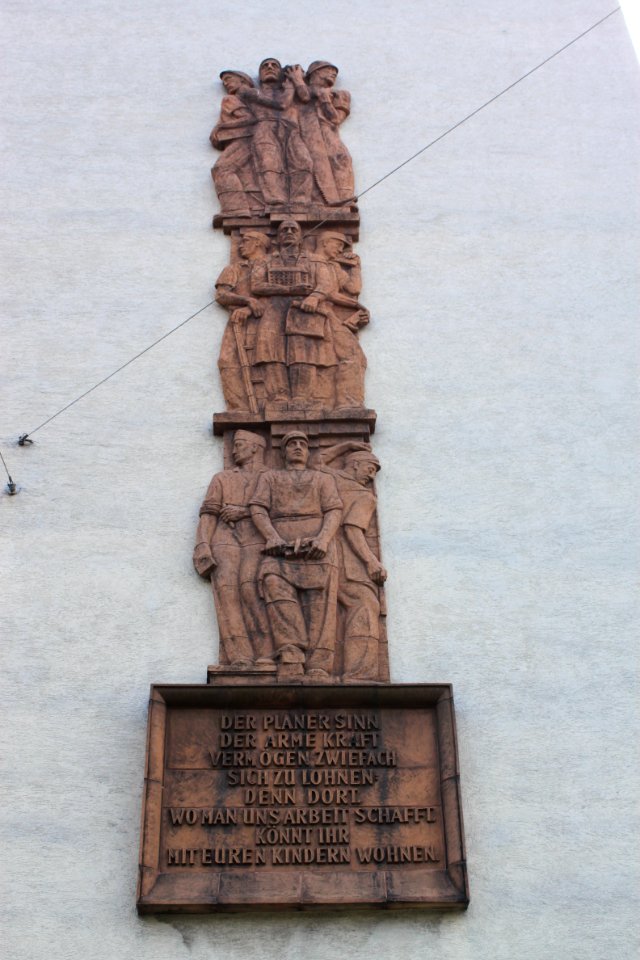 DER PLANER SINN
DER ARME KRAFT
VERMÖGEN, ZWIEFACH
SICH ZU LOHNEN
DENN DORT,
WO MAN UNS ARBEIT SCHAFFT
KÖNNT IHR
MIT EUREN KINDERN WOHNEN